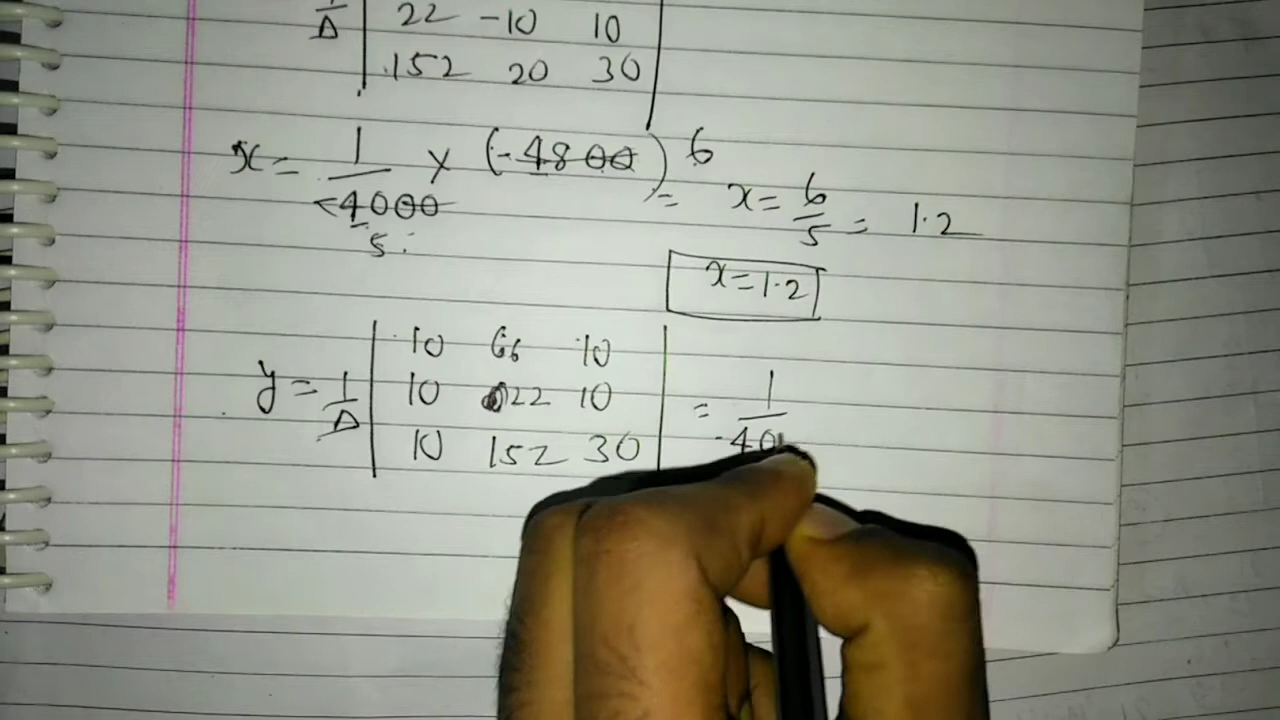 1/Δ | 22 -10 10 |
| 152 20 30 |
x = 1/-4000 × (-4800) 6 = x = 6/5 = 1.2
5
x = 1.2
| 10 66 10 |
y = 1/Δ | 10 22 10 | = 1/-40
| 10 152 30 |